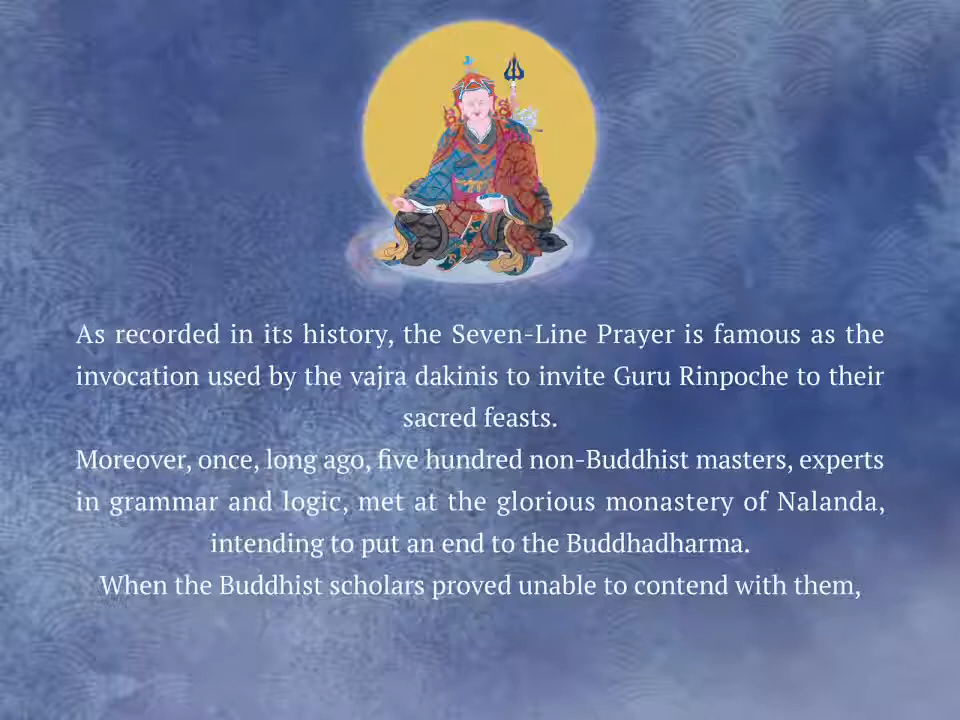 As recorded in its history, the Seven-Line Prayer is famous as the
invocation used by the vajra dakinis to invite Guru Rinpoche to their
sacred feasts.
Moreover, once, long ago, five hundred non-Buddhist masters, experts
in grammar and logic, met at the glorious monastery of Nalanda,
intending to put an end to the Buddhadharma.
When the Buddhist scholars proved unable to contend with them,